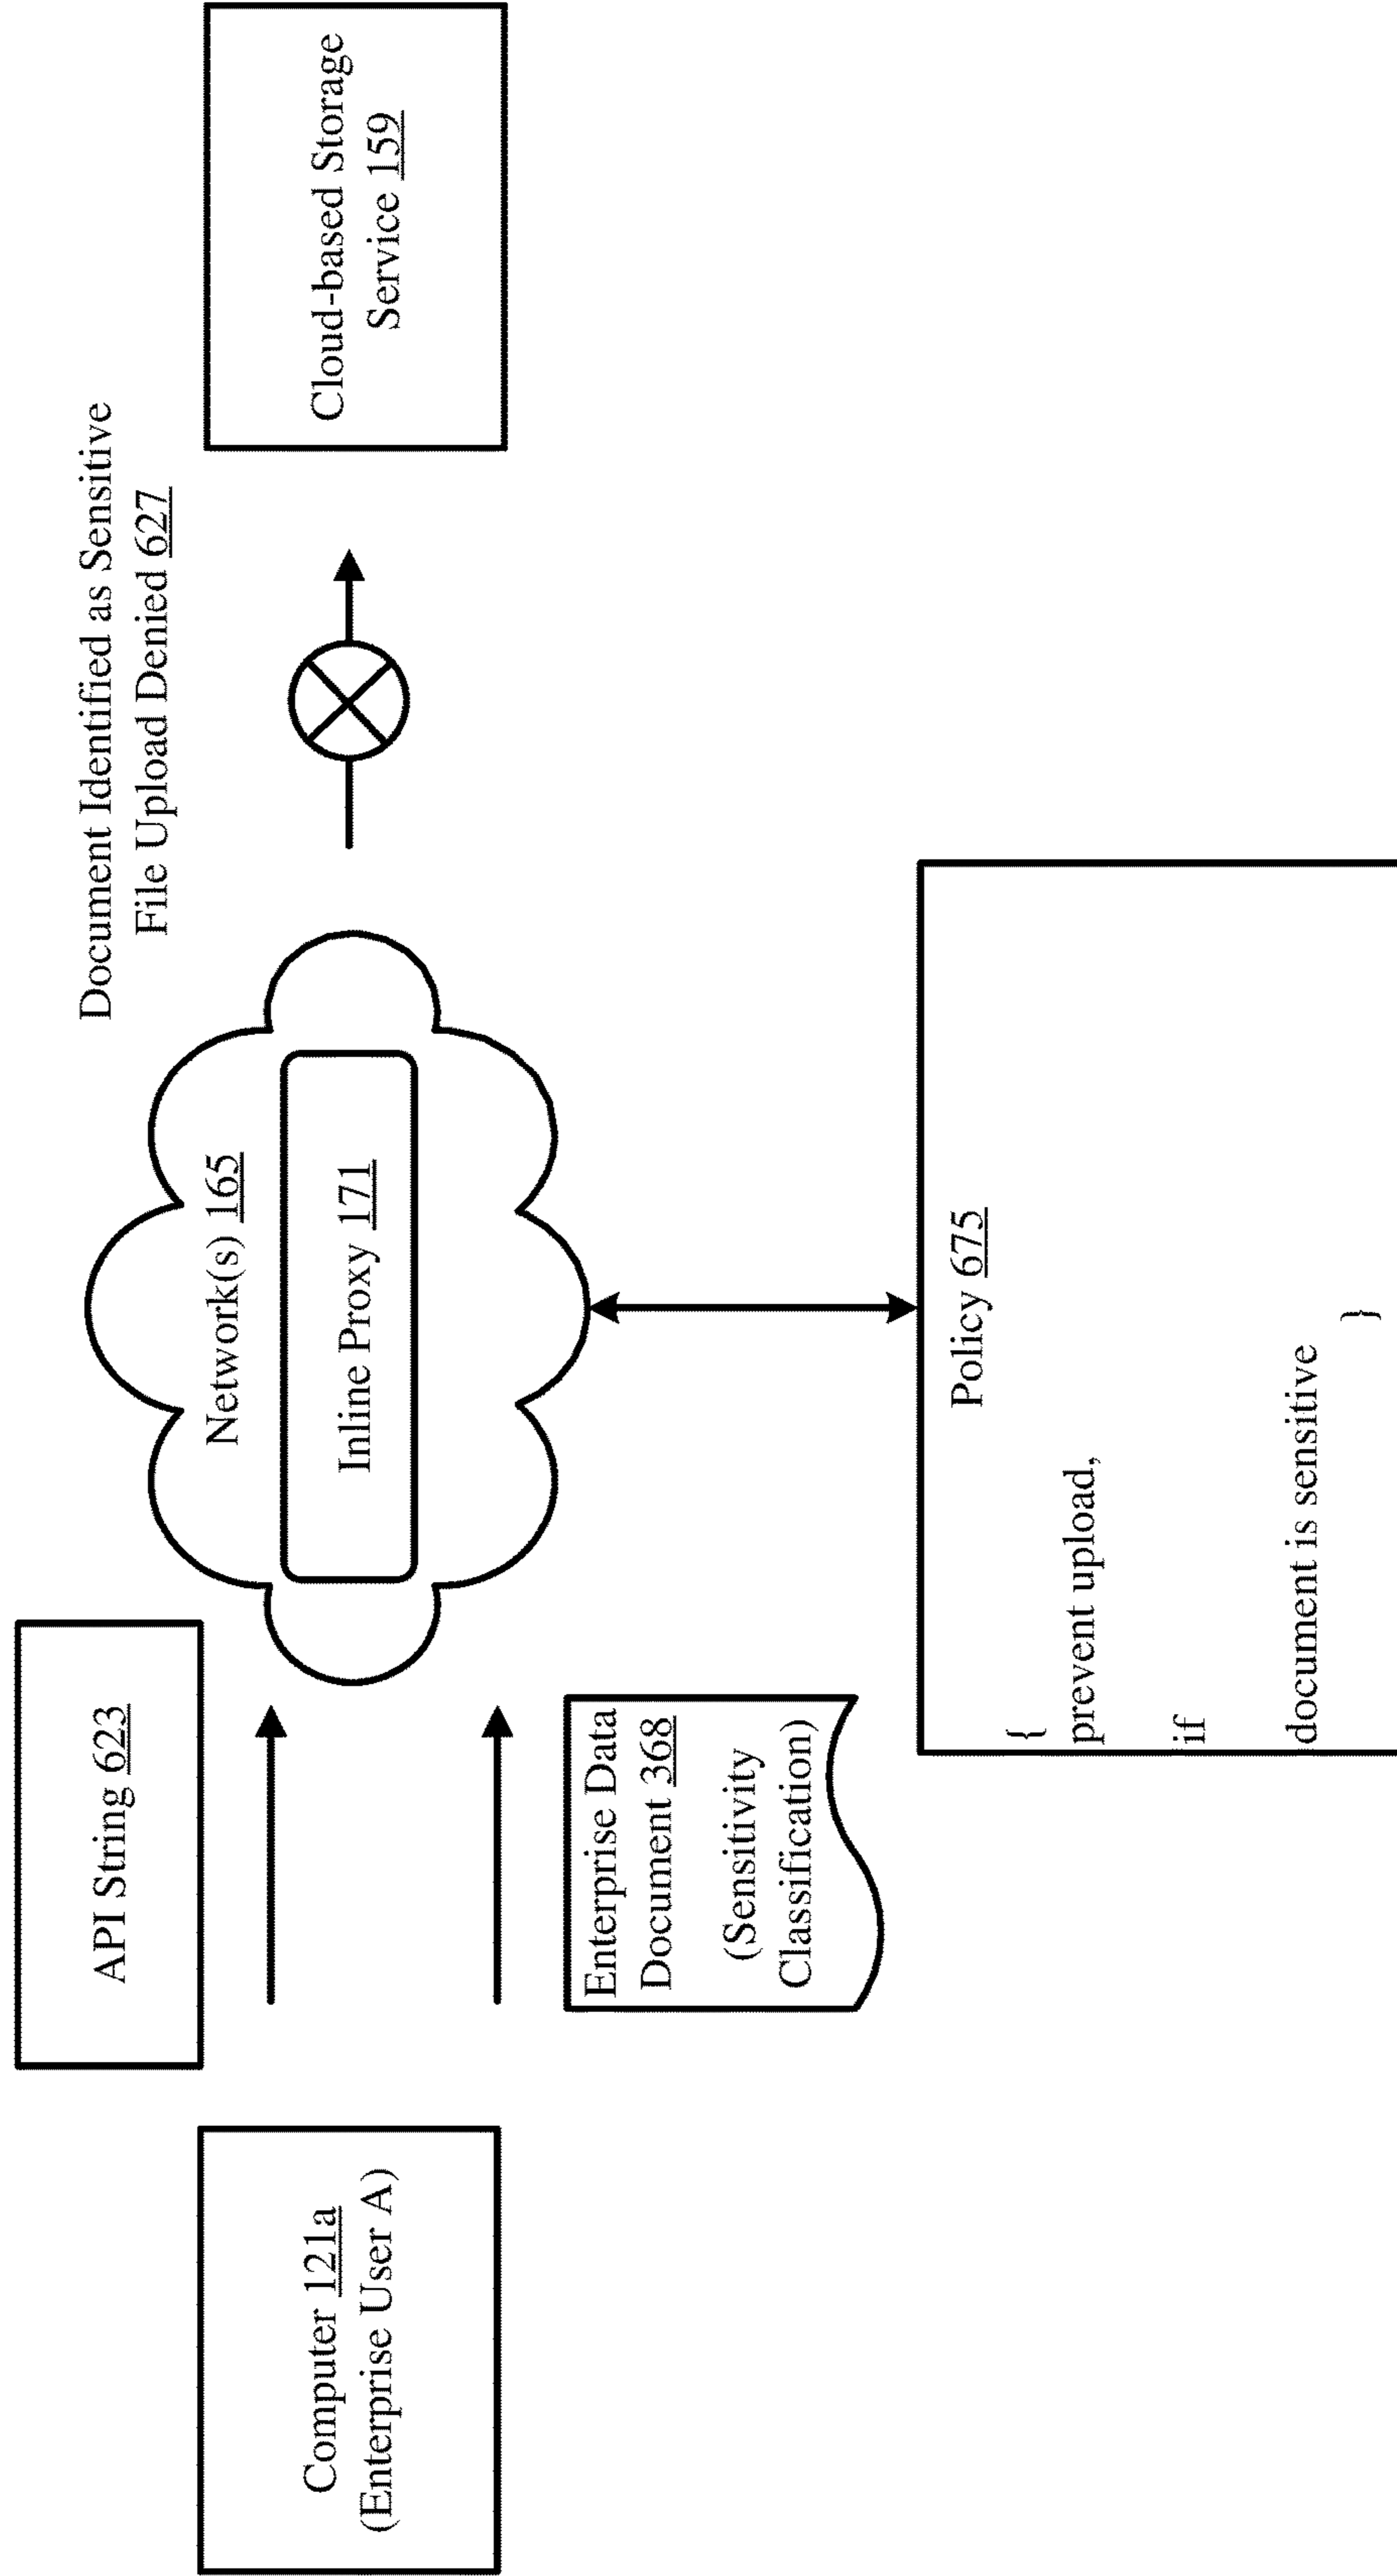 API String 623
Document Identified as Sensitive
File Upload Denied 627
Computer 121a
(Enterprise User A)
Network(s) 165
Inline Proxy 171
Cloud-based Storage
Service 159
Enterprise Data
Document 368
(Sensitivity
Classification)
Policy 675
{
prevent upload,
if
document is sensitive
}